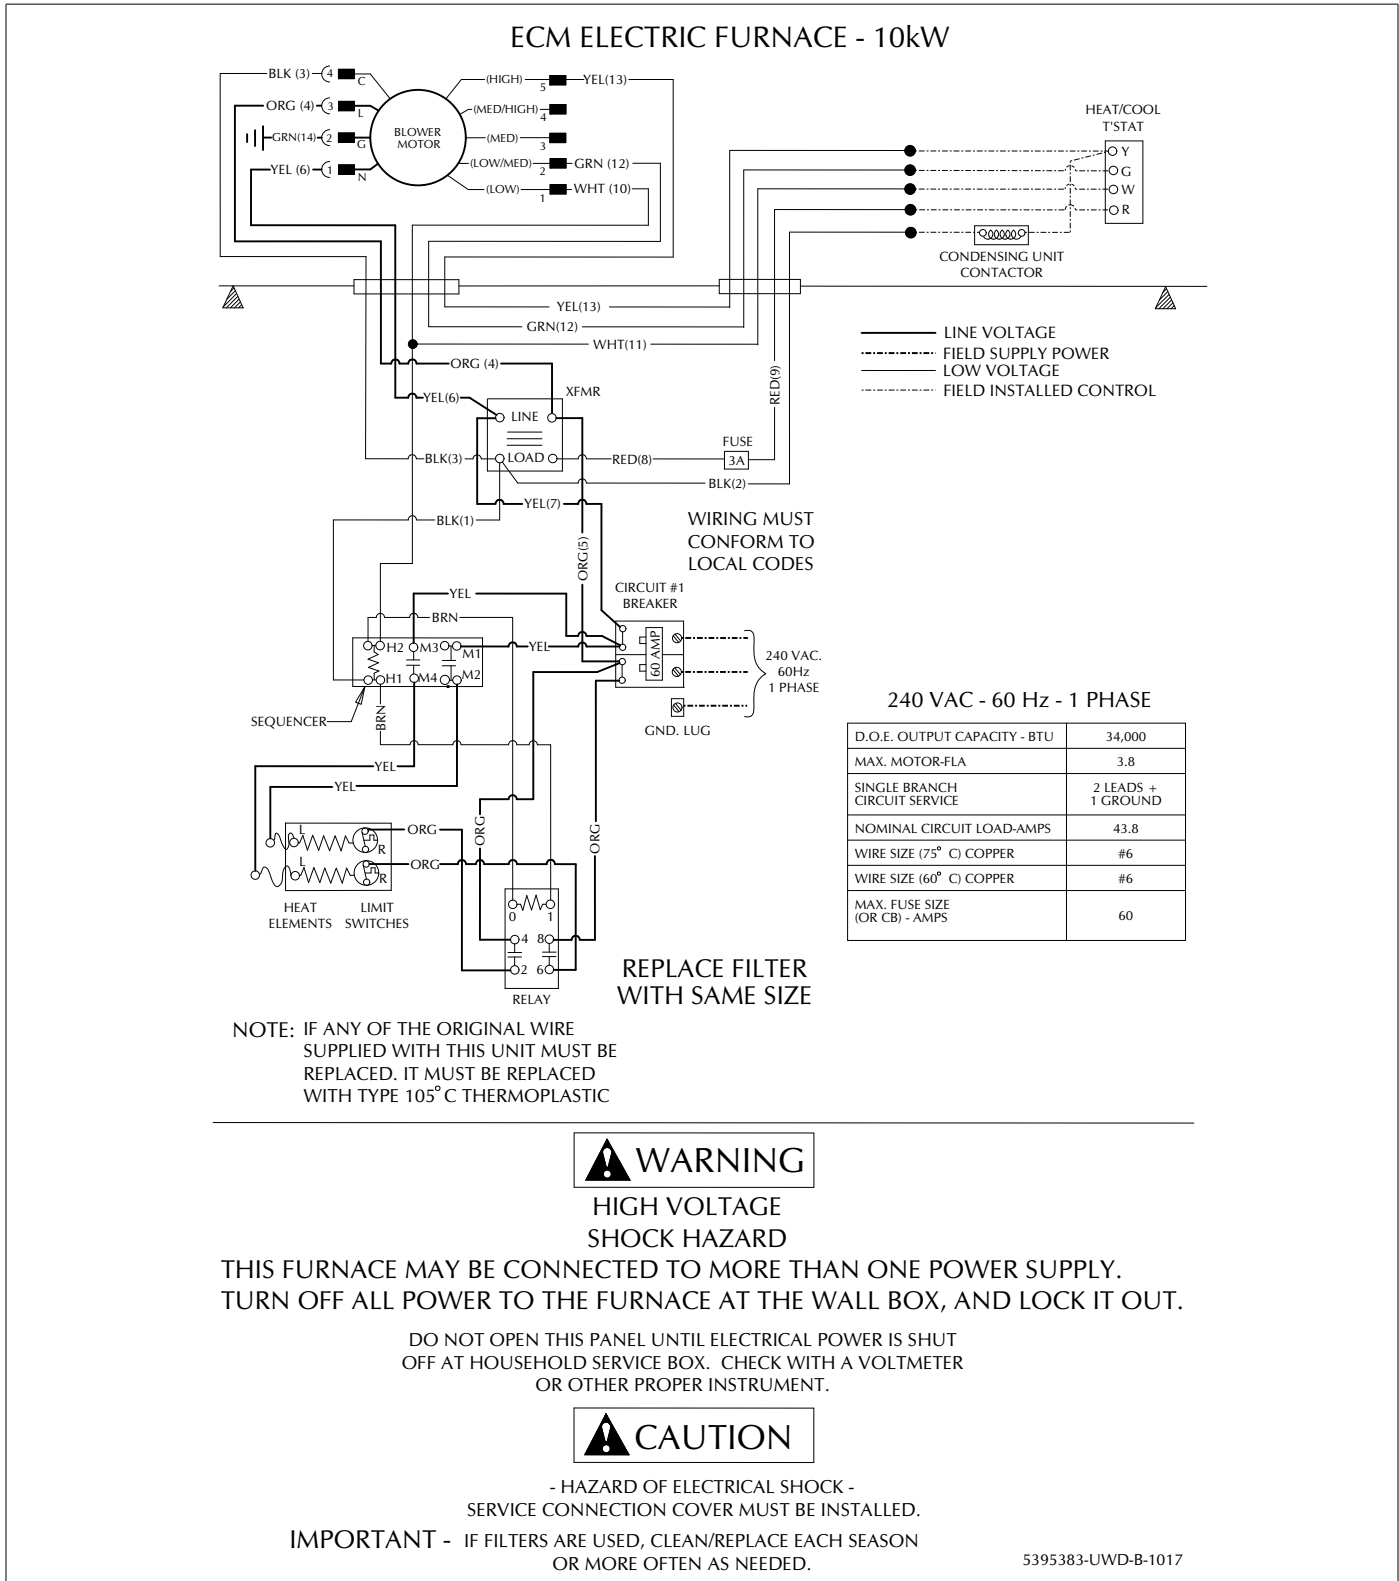 ECM ELECTRIC FURNACE - 10kW
BLK (3) 4 C
ORG (4) 3 L
GRN(14) 2 G
YEL (6) 1 N
BLOWER
MOTOR
(HIGH) 5 YEL(13)
(MED/HIGH) 4
(MED) 3
(LOW/MED) 2 GRN (12)
(LOW) 1 WHT (10)
HEAT/COOL
T'STAT
Y
G
W
R
CONDENSING UNIT
CONTACTOR
YEL(13)
GRN(12)
WHT(11)
LINE VOLTAGE
FIELD SUPPLY POWER
LOW VOLTAGE
FIELD INSTALLED CONTROL
ORG (4)
XFMR
YEL(6)
LINE
RED(9)
FUSE
BLK(3)
LOAD
RED(8)
3A
BLK(2)
YEL(7)
BLK(1)
ORG(5)
WIRING MUST
CONFORM TO
LOCAL CODES
CIRCUIT #1
BREAKER
YEL
BRN
YEL
60 AMP
H2 M3 M1
H1 M4 M2
240 VAC.
60Hz
1 PHASE
SEQUENCER
BRN
GND. LUG
YEL
YEL
240 VAC - 60 Hz - 1 PHASE
D.O.E. OUTPUT CAPACITY - BTU 34,000
MAX. MOTOR-FLA 3.8
SINGLE BRANCH
CIRCUIT SERVICE
2 LEADS +
1 GROUND
NOMINAL CIRCUIT LOAD-AMPS 43.8
WIRE SIZE (75° C) COPPER #6
WIRE SIZE (60° C) COPPER #6
MAX. FUSE SIZE
(OR CB) - AMPS
60
L R ORG
L R ORG
ORG
ORG
HEAT
ELEMENTS
LIMIT
SWITCHES
0 1
4 8
2 6
RELAY
REPLACE FILTER
WITH SAME SIZE
NOTE: IF ANY OF THE ORIGINAL WIRE
SUPPLIED WITH THIS UNIT MUST BE
REPLACED. IT MUST BE REPLACED
WITH TYPE 105° C THERMOPLASTIC
WARNING
HIGH VOLTAGE
SHOCK HAZARD
THIS FURNACE MAY BE CONNECTED TO MORE THAN ONE POWER SUPPLY.
TURN OFF ALL POWER TO THE FURNACE AT THE WALL BOX, AND LOCK IT OUT.
DO NOT OPEN THIS PANEL UNTIL ELECTRICAL POWER IS SHUT
OFF AT HOUSEHOLD SERVICE BOX. CHECK WITH A VOLTMETER
OR OTHER PROPER INSTRUMENT.
CAUTION
- HAZARD OF ELECTRICAL SHOCK -
SERVICE CONNECTION COVER MUST BE INSTALLED.
IMPORTANT - IF FILTERS ARE USED, CLEAN/REPLACE EACH SEASON
OR MORE OFTEN AS NEEDED.
5395383-UWD-B-1017